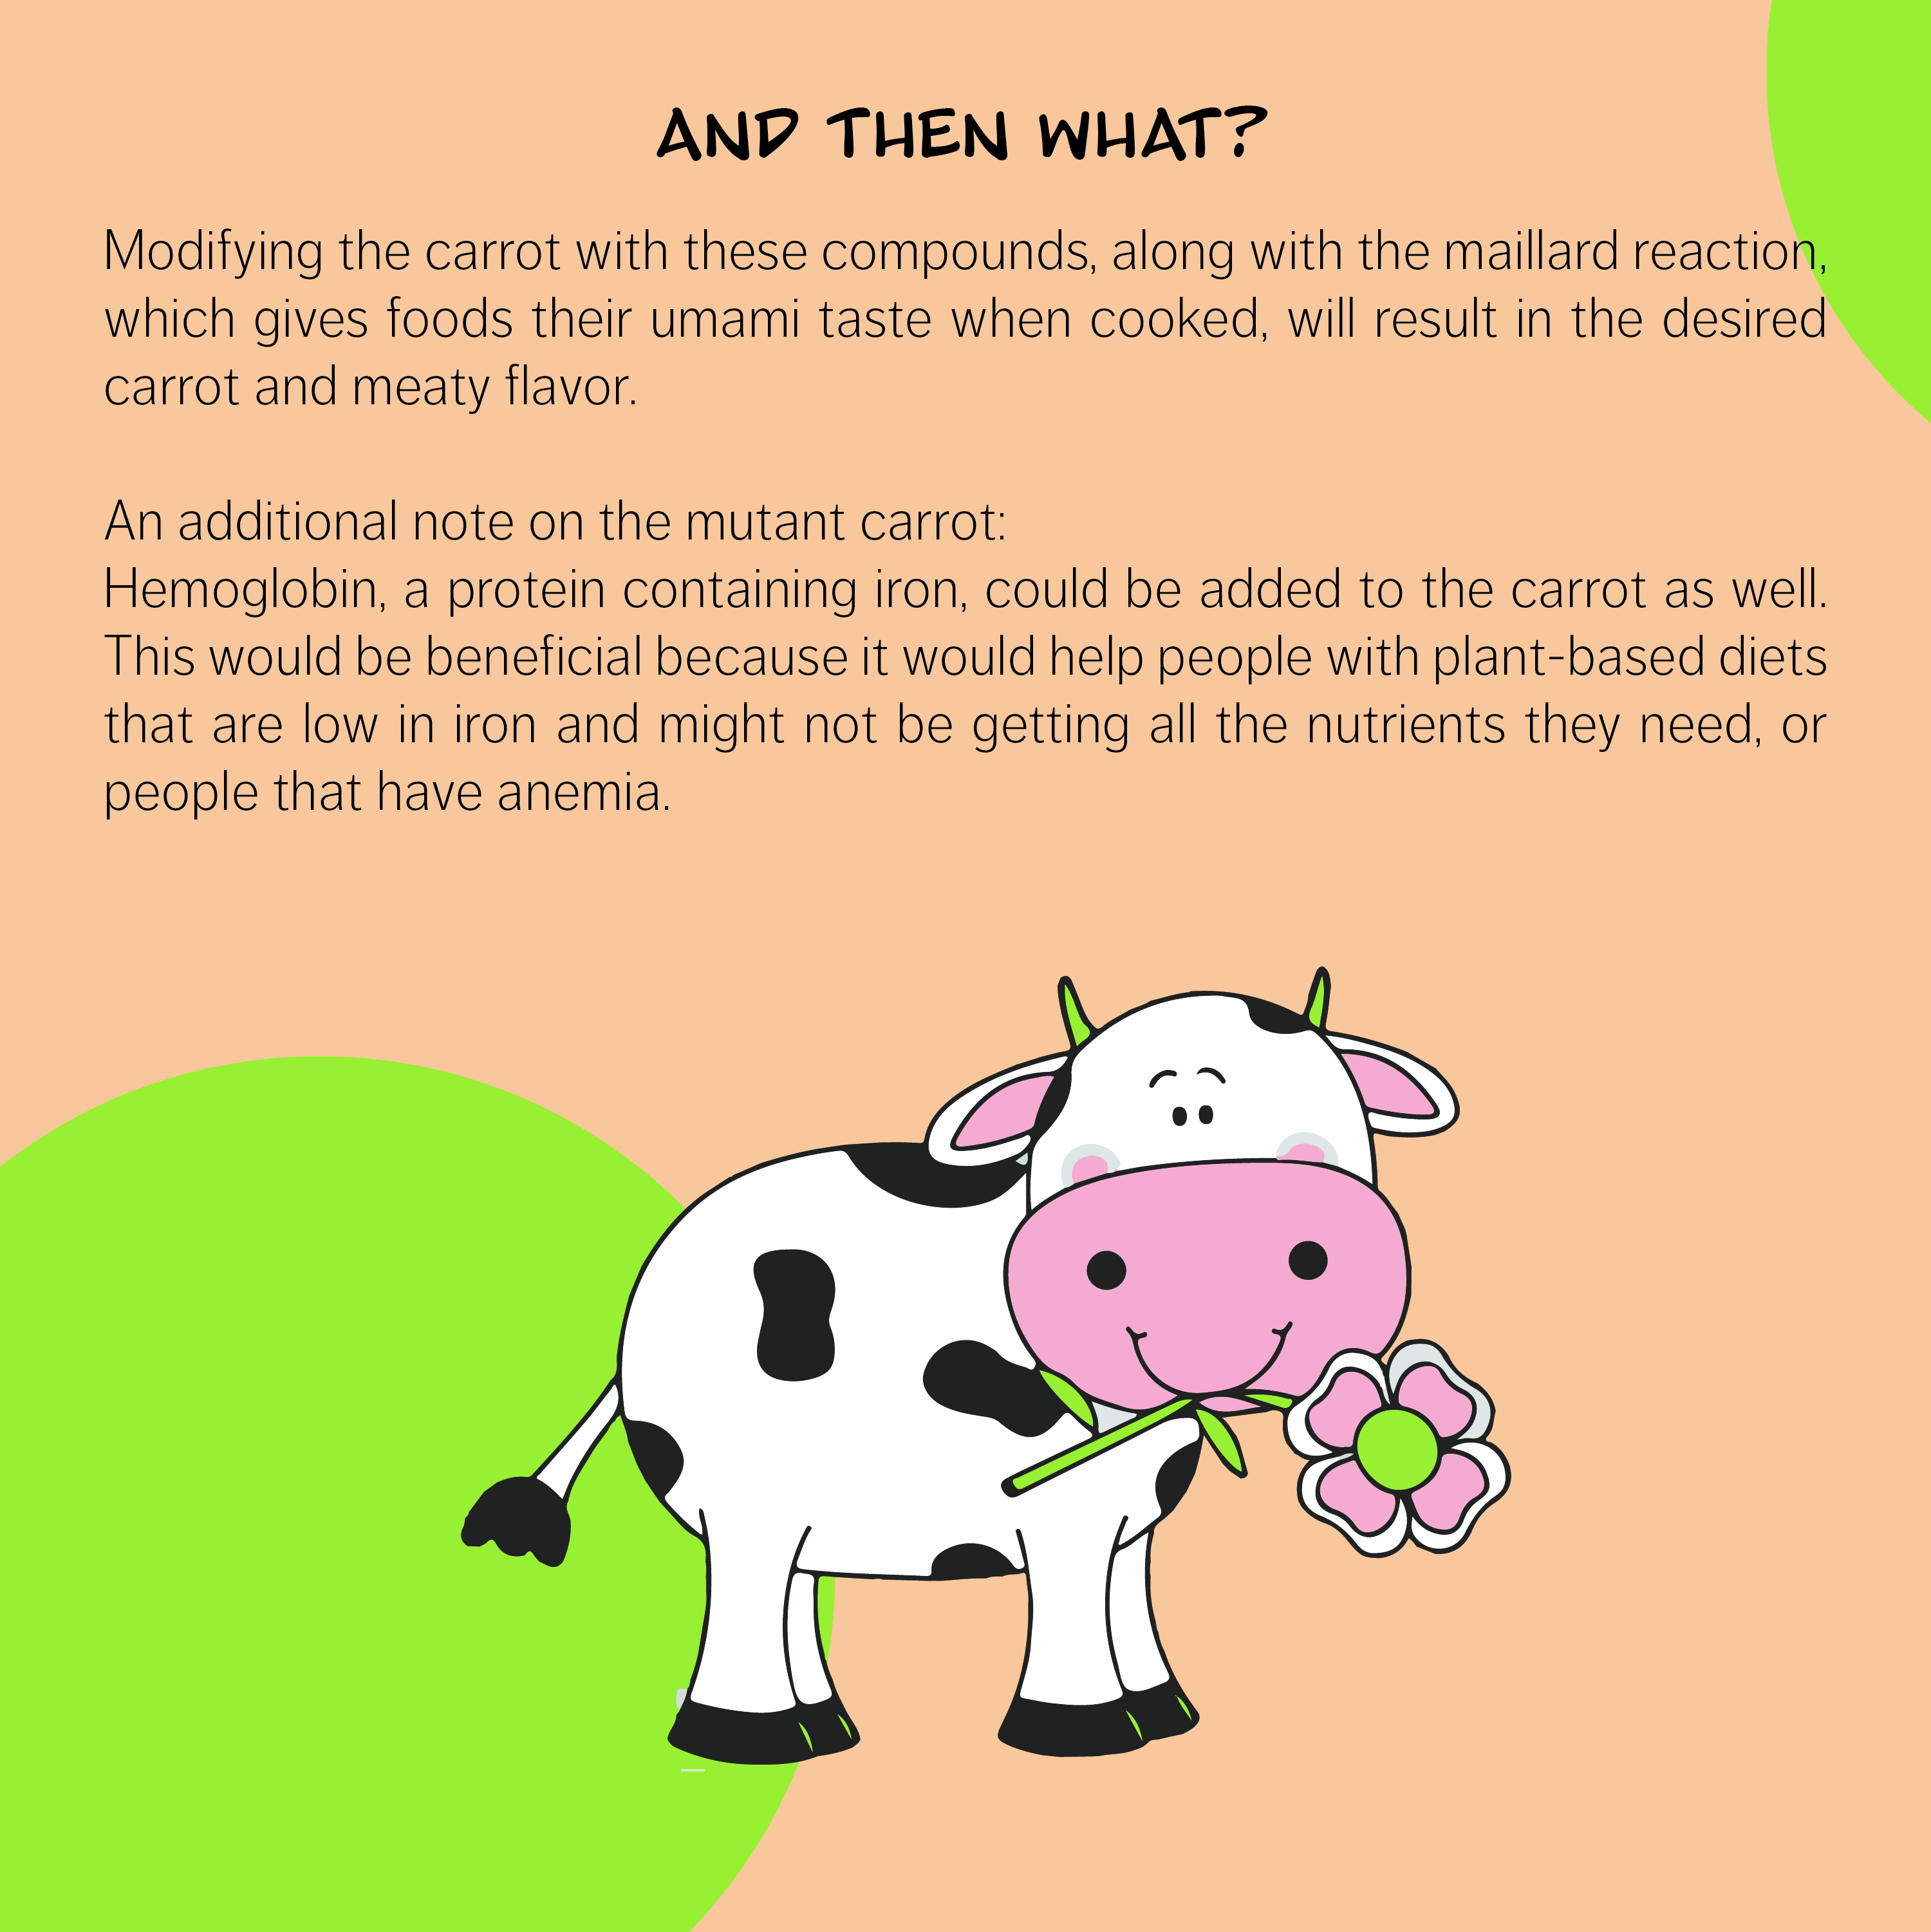 AND THEN WHAT?
Modifying the carrot with these compounds, along with the maillard reaction,
which gives foods their umami taste when cooked, will result in the desired
carrot and meaty flavor.
An additional note on the mutant carrot:
Hemoglobin, a protein containing iron, could be added to the carrot as well.
This would be beneficial because it would help people with plant-based diets
that are low in iron and might not be getting all the nutrients they need, or
people that have anemia.